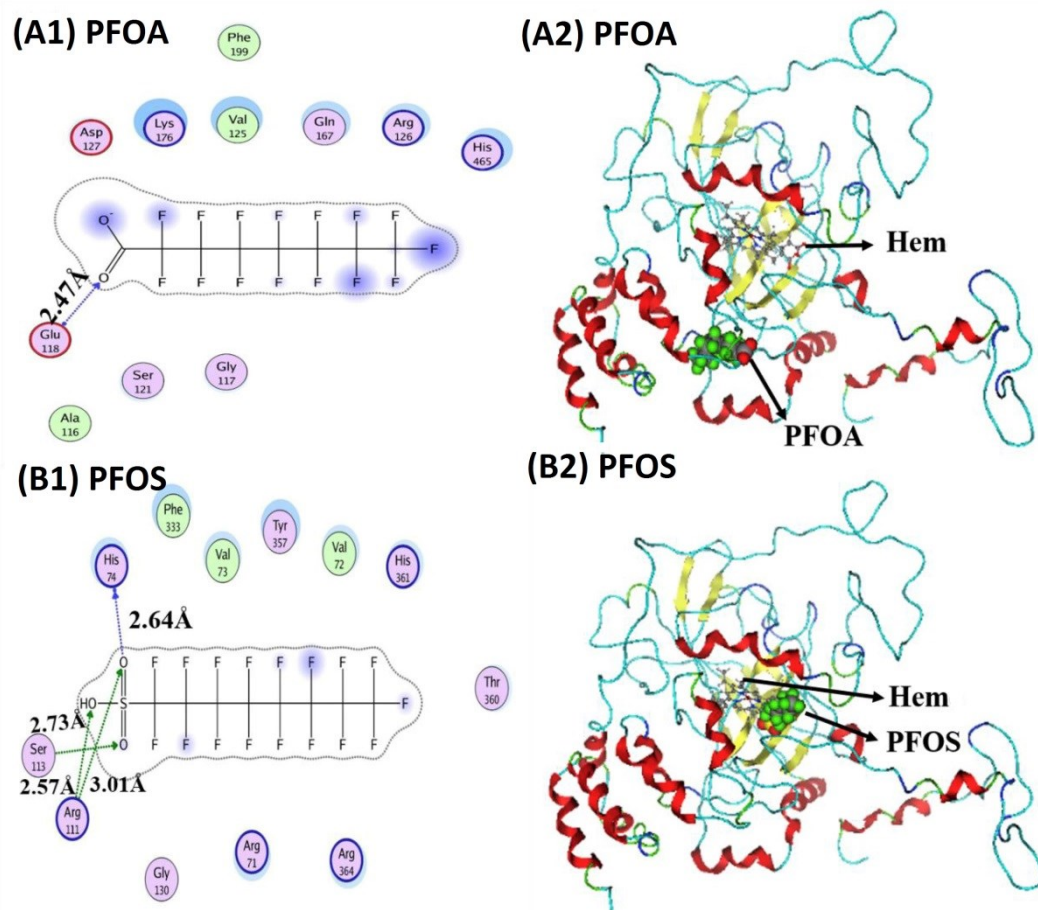 (A1) PFOA
Phe
199
Asp
127
Lys
176
Val
125
Gln
167
Arg
126
His
465
O-
F F F F F F F
F
O
F F F F F F F
2.47Å
Glu
118
Ser
121
Gly
117
Ala
116
(A2) PFOA
Hem
PFOA
(B1) PFOS
Phe
333
His
74
Val
73
Tyr
357
Val
72
His
361
2.64Å
O F F F F F F F F
HO S F
O F F F F F F F F
Thr
360
2.73Å
Ser
113
2.57Å 3.01Å
Arg
111
Gly
130
Arg
71
Arg
364
(B2) PFOS
Hem
PFOS